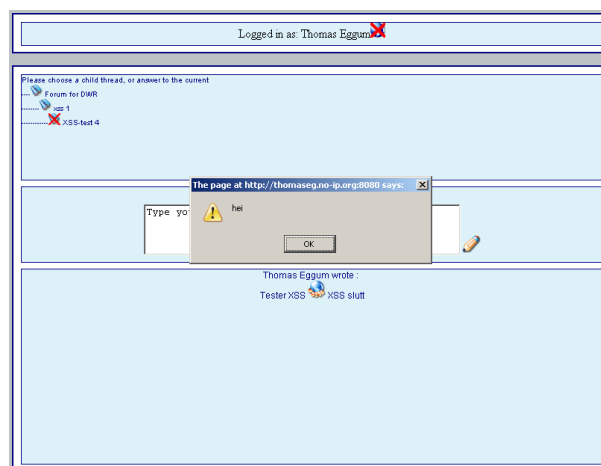 Logged in as: Thomas Eggum
Please choose a child thread, or answer to the current
Forum for DWR
xss 1
XSS-test 4
The page at http://thomaseg.no-ip.org:8080 says:
hei
OK
Type yo
Thomas Eggum wrote :
Tester XSS XSS slutt